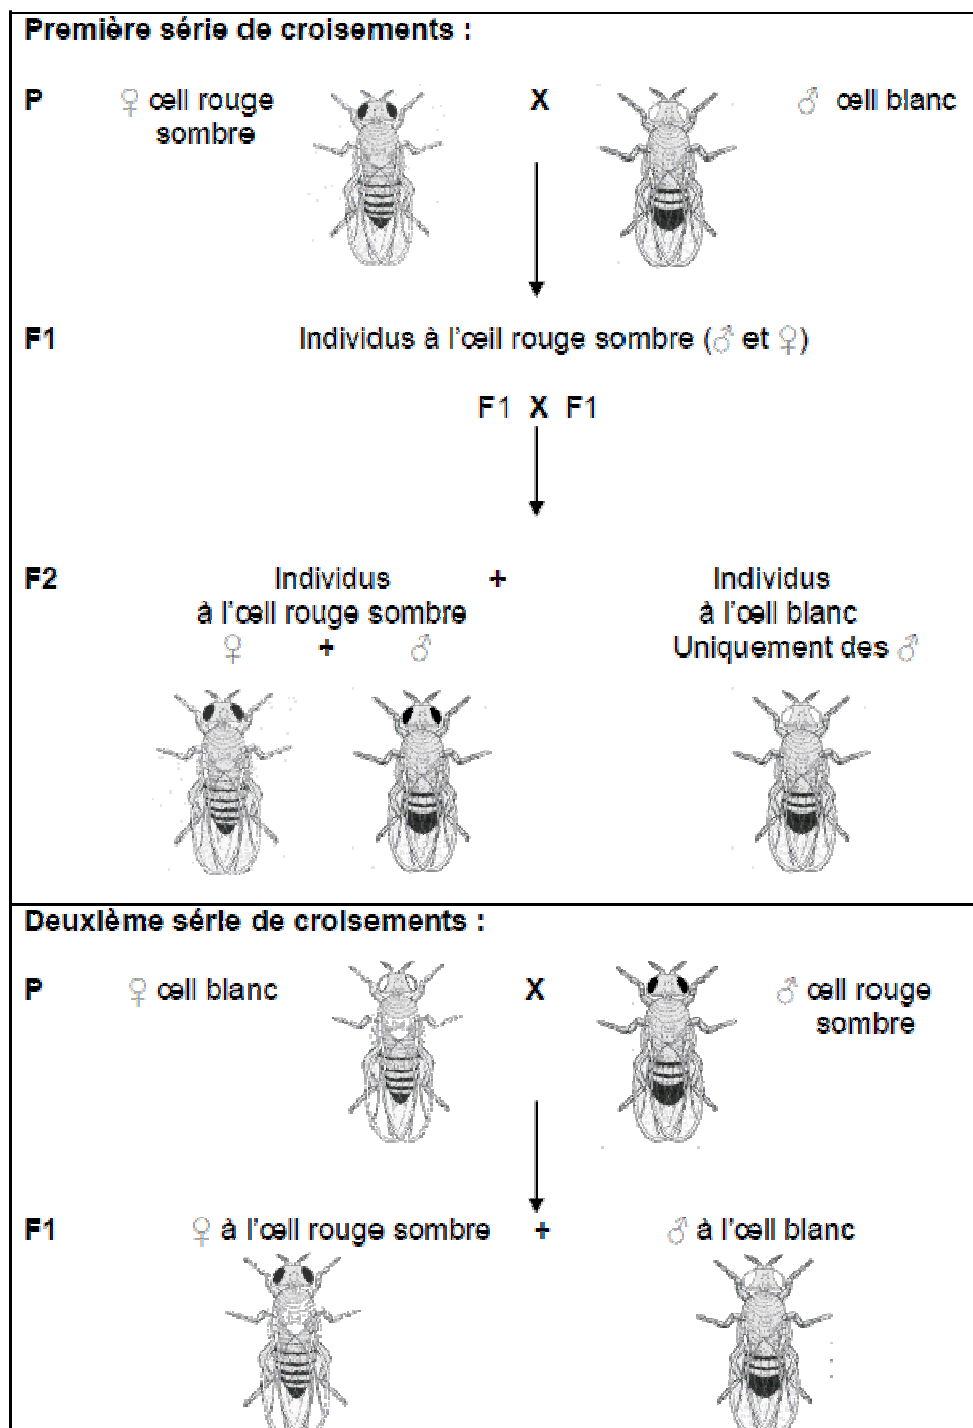 Première série de croisements :
P ♀ œil rouge sombre X ♂ œil blanc
F1 Individus à l'œil rouge sombre (♂ et ♀)
F1 X F1
F2 Individus + Individus
à l'œil rouge sombre à l'œil blanc
♀ + ♂ Uniquement des ♂
Deuxième série de croisements :
P ♀ œil blanc X ♂ œil rouge sombre
F1 ♀ à l'œil rouge sombre + ♂ à l'œil blanc